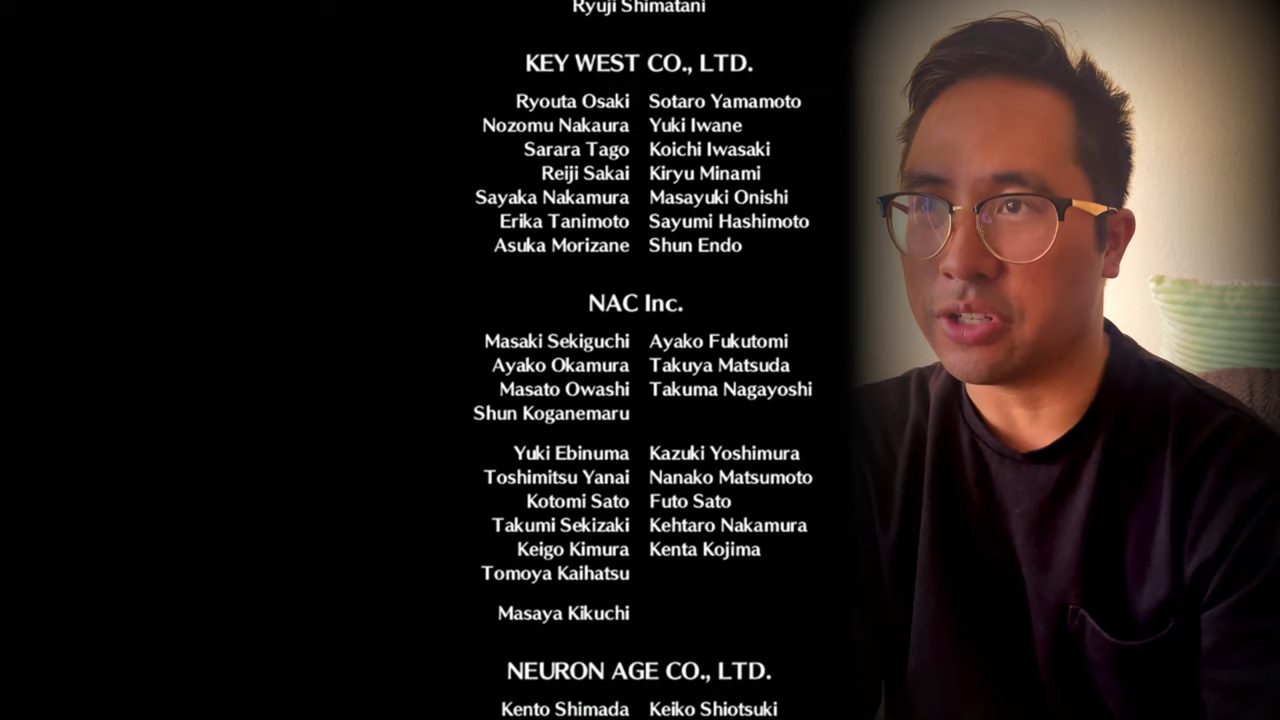 Ryuji Shimatani
KEY WEST CO., LTD.
Ryouta Osaki Sotaro Yamamoto
Nozomu Nakaura Yuki Iwane
Sarara Tago Koichi Iwasaki
Reiji Sakai Kiryu Minami
Sayaka Nakamura Masayuki Onishi
Erika Tanimoto Sayumi Hashimoto
Asuka Morizane Shun Endo
NAC Inc.
Masaki Sekiguchi Ayako Fukutomi
Ayako Okamura Takuya Matsuda
Masato Owashi Takuma Nagayoshi
Shun Koganemaru
Yuki Ebinuma Kazuki Yoshimura
Toshimitsu Yanai Nanako Matsumoto
Kotomi Sato Futo Sato
Takumi Sekizaki Kehtaro Nakamura
Keigo Kimura Kenta Kojima
Tomoya Kaihatsu
Masaya Kikuchi
NEURON AGE CO., LTD.
Kento Shimada Keiko Shiotsuki